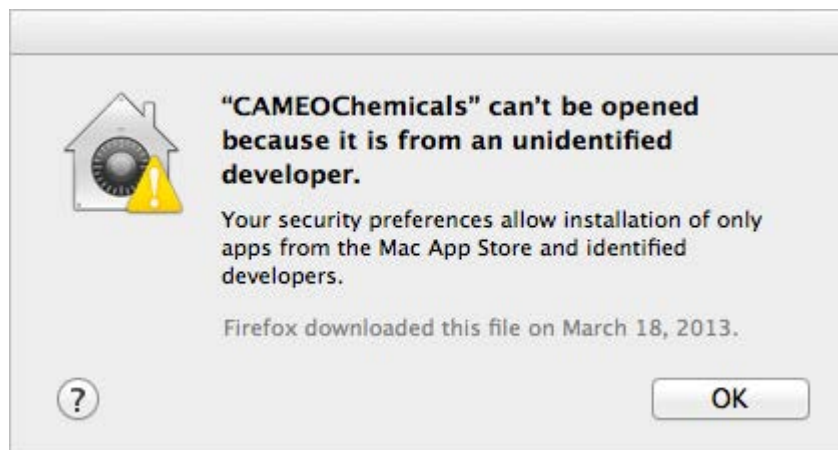 “CAMEOChemicals” can’t be opened
because it is from an unidentified
developer.
Your security preferences allow installation of only
apps from the Mac App Store and identified
developers.
Firefox downloaded this file on March 18, 2013.
?
OK